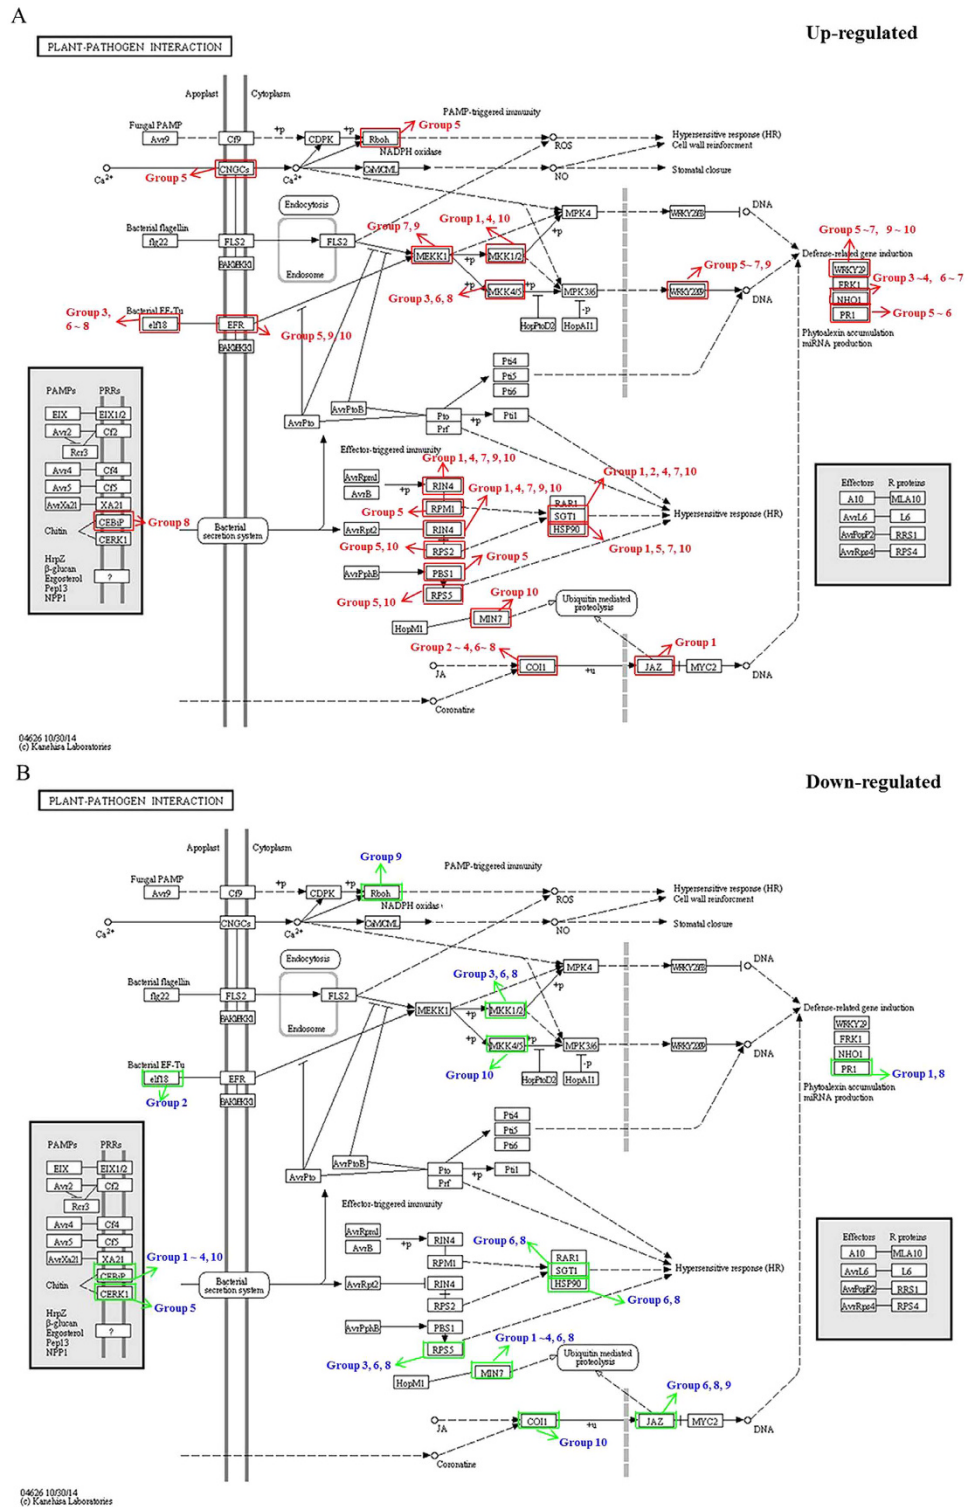 A
Up-regulated
PLANT-PATHOGEN INTERACTION
Apoplast
Cytoplasm
PAMP-triggered immunity
Fungal PAMP
Avr9
Cf9
+p
CDPK
+p
Rboh
Group 5
NADPH oxidase
ROS
Hypersensitive response (HR)
Cell wall reinforcment
Ca2+
CNGCs
Group 5
Ca2+
CaMCML
NO
Stomatal closure
Endocytosis
Endosome
Bacterial flagellin
flg22
FLS2
FLS2
Group 7, 9
Group 1, 4, 10
MPK4
+p
DNA
MEKK1
+p
MKK1/2
Group 5~7, 9~10
Defense-related gene induction
WRKY29
FRK1
NHO1
PR1
Group 3~4, 6~7
Group 5~6
Phytoalexin accumulation
miRNA production
Group 3, 6, 8
MKK4/5
+p
MPK3/6
Group 5~7, 9
DNA
HopPtoD2
-p
HopAI1
Group 3,
6~8
Bacterial EF-Tu
elf18
EFR
Group 5, 9, 10
PAMPs
PRRs
EIX
EIX1/2
Avr2
Cf2
Rcr3
Avr4
Cf4
Avr5
Cf5
AvrXa21
XA21
Chitin
CEBiP
Group 8
CERK1
HrpZ
β-glucan
Ergosterol
Pep13
NPP1
?
Bacterial
secretion system
AvrPto
AvrPtoB
Pto
Prf
+p
Pti1
Pti4
Pti5
Pti6
Effector-triggered immunity
Group 1, 4, 7, 9, 10
AvrRpm1
AvrB
+p
RIN4
Group 5
RPM1
Group 1, 4, 7, 9, 10
AvrRpt2
RIN4
Group 5, 10
RPS2
Group 5
AvrPphB
PBS1
Group 5, 10
RPS5
Group 1, 2, 4, 7, 10
RAR1
SGT1
HSP90
Group 1, 5, 7, 10
Hypersensitive response (HR)
Effectors
R proteins
A10
MLA10
AvrL6
L6
AvrPopP2
RRS1
AvrRps4
RPS4
Group 10
HopM1
MIN7
Ubiquitin mediated
proteolysis
Group 2~4, 6~8
Group 1
JA
COI1
+u
JAZ
MYC2
DNA
Coronatine
04626 10/30/14
(c) Kanehisa Laboratories
B
Down-regulated
PLANT-PATHOGEN INTERACTION
Apoplast
Cytoplasm
Group 9
PAMP-triggered immunity
Fungal PAMP
Avr9
Cf9
+p
CDPK
+p
Rboh
ROS
Hypersensitive response (HR)
Cell wall reinforcment
Ca2+
CNGCs
Ca2+
CaMCML
NO
Stomatal closure
Endocytosis
Endosome
Bacterial flagellin
flg22
FLS2
FLS2
Group 3, 6, 8
MPK4
+p
DNA
MEKK1
+p
MKK1/2
Defense-related gene induction
WRKY29
FRK1
NHO1
PR1
Group 1, 8
Phytoalexin accumulation
miRNA production
MKK4/5
+p
MPK3/6
DNA
Group 10
HopPtoD2
-p
HopAI1
Bacterial EF-Tu
elf18
Group 2
EFR
PAMPs
PRRs
EIX
EIX1/2
Avr2
Cf2
Rcr3
Avr4
Cf4
Avr5
Cf5
AvrXa21
XA21
Group 1~4, 10
Chitin
CEBiP
CERK1
Group 5
HrpZ
β-glucan
Ergosterol
Pep13
NPP1
?
Bacterial
secretion system
AvrPto
AvrPtoB
Pto
Prf
+p
Pti1
Pti4
Pti5
Pti6
Effector-triggered immunity
AvrRpm1
AvrB
+p
RIN4
RPM1
AvrRpt2
RIN4
RPS2
AvrPphB
PBS1
RPS5
Group 3, 6, 8
Group 6, 8
RAR1
SGT1
HSP90
Group 6, 8
Hypersensitive response (HR)
Effectors
R proteins
A10
MLA10
AvrL6
L6
AvrPopP2
RRS1
AvrRps4
RPS4
Group 1~4, 6, 8
HopM1
MIN7
Ubiquitin mediated
proteolysis
Group 6, 8, 9
JA
COI1
+u
JAZ
MYC2
DNA
Group 10
Coronatine
04626 10/30/14
(c) Kanehisa Laboratories